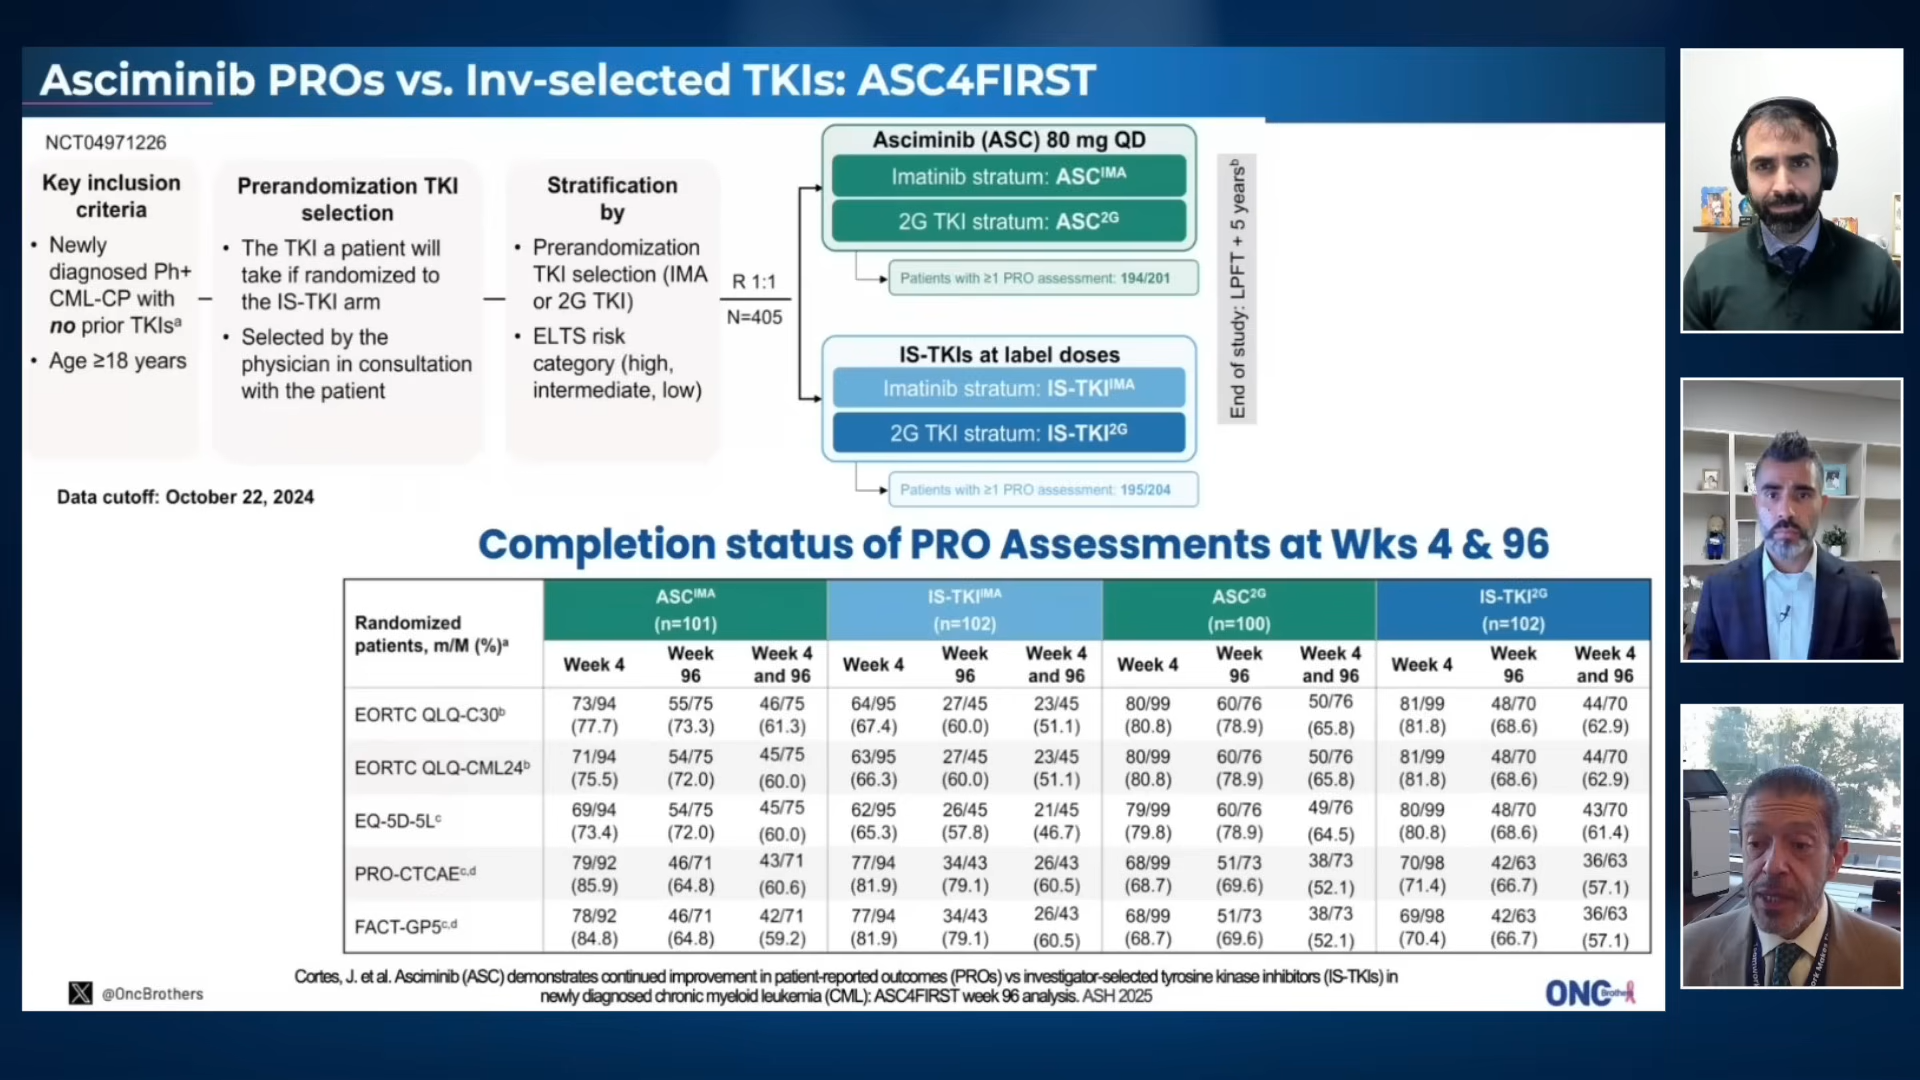 Asciminib PROs vs. Inv-selected TKIs: ASC4FIRST
NCT04971226
Key inclusion
criteria
• Newly
diagnosed Ph+
CML-CP with
no prior TKIsᵃ
• Age ≥18 years
Prerandomization TKI
selection
• The TKI a patient will
take if randomized to
the IS-TKI arm
• Selected by the
physician in consultation
with the patient
Stratification
by
• Prerandomization
TKI selection (IMA
or 2G TKI)
• ELTS risk
category (high,
intermediate, low)
R 1:1
N=405
Asciminib (ASC) 80 mg QD
Imatinib stratum: ASCᴵᴹᴬ
2G TKI stratum: ASC²ᴳ
Patients with ≥1 PRO assessment: 194/201
IS-TKIs at label doses
Imatinib stratum: IS-TKIᴵᴹᴬ
2G TKI stratum: IS-TKI²ᴳ
Patients with ≥1 PRO assessment: 195/204
End of study: LPFT + 5 yearsᵇ
Data cutoff: October 22, 2024
Completion status of PRO Assessments at Wks 4 & 96
Randomized
patients, m/M (%)ᵃ
ASCᴵᴹᴬ IS-TKIᴵᴹᴬ ASC²ᴳ IS-TKI²ᴳ
(n=101) (n=102) (n=100) (n=102)
Week 4 Week 96 Week 4 and 96 Week 4 Week 96 Week 4 and 96 Week 4 Week 96 Week 4 and 96 Week 4 Week 96 Week 4 and 96
EORTC QLQ-C30ᵇ
73/94 55/75 46/75 64/95 27/45 23/45 80/99 60/76 50/76 81/99 48/70 44/70
(77.7) (73.3) (61.3) (67.4) (60.0) (51.1) (80.8) (78.9) (65.8) (81.8) (68.6) (62.9)
EORTC QLQ-CML24ᵇ
71/94 54/75 45/75 63/95 27/45 23/45 80/99 60/76 50/76 81/99 48/70 44/70
(75.5) (72.0) (60.0) (66.3) (60.0) (51.1) (80.8) (78.9) (65.8) (81.8) (68.6) (62.9)
EQ-5D-5Lᶜ
69/94 54/75 45/75 62/95 26/45 21/45 79/99 60/76 49/76 80/99 48/70 43/70
(73.4) (72.0) (60.0) (65.3) (57.8) (46.7) (79.8) (78.9) (64.5) (80.8) (68.6) (61.4)
PRO-CTCAEᶜ,ᵈ
79/92 46/71 43/71 77/94 34/43 26/43 68/99 51/73 38/73 70/98 42/63 36/63
(85.9) (64.8) (60.6) (81.9) (79.1) (60.5) (68.7) (69.6) (52.1) (71.4) (66.7) (57.1)
FACT-GP5ᶜ,ᵈ
78/92 46/71 42/71 77/94 34/43 26/43 68/99 51/73 38/73 69/98 42/63 36/63
(84.8) (64.8) (59.2) (81.9) (79.1) (60.5) (68.7) (69.6) (52.1) (70.4) (66.7) (57.1)
Cortes, J. et al. Asciminib (ASC) demonstrates continued improvement in patient-reported outcomes (PROs) vs investigator-selected tyrosine kinase inhibitors (IS-TKIs) in
newly diagnosed chronic myeloid leukemia (CML): ASC4FIRST week 96 analysis. ASH 2025
X @OncBrothers
ONC Brothers